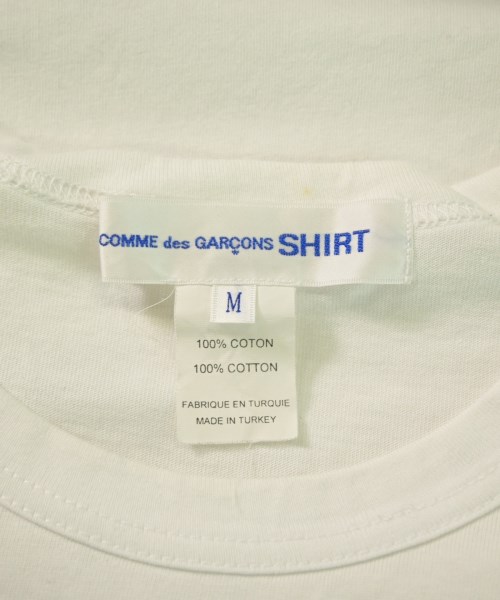 COMME des GARÇONS SHIRT
M
100% COTON
100% COTTON
FABRIQUE EN TURQUIE
MADE IN TURKEY